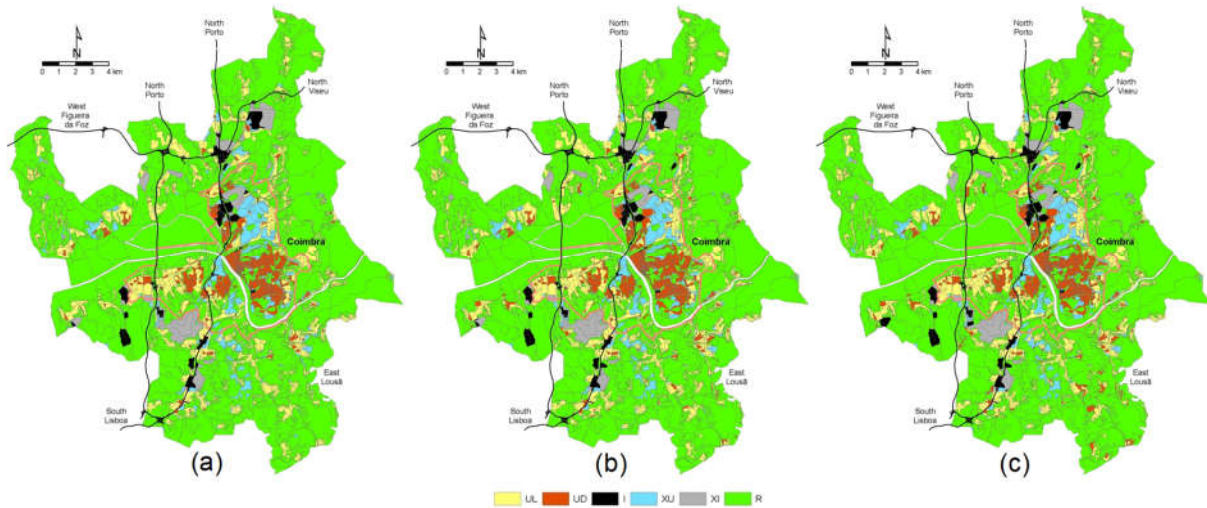 North
Porto
N
0 1 2 3 4 km
North
Porto
North
Viseu
West
Figueira
da Foz
Coimbra
East
Lousã
South
Lisboa
(a)
North
Porto
N
0 1 2 3 4 km
North
Porto
North
Viseu
West
Figueira
da Foz
Coimbra
East
Lousã
South
Lisboa
(b)
North
Porto
N
0 1 2 3 4 km
North
Porto
North
Viseu
West
Figueira
da Foz
Coimbra
East
Lousã
South
Lisboa
(c)
UL UD I XU XI R